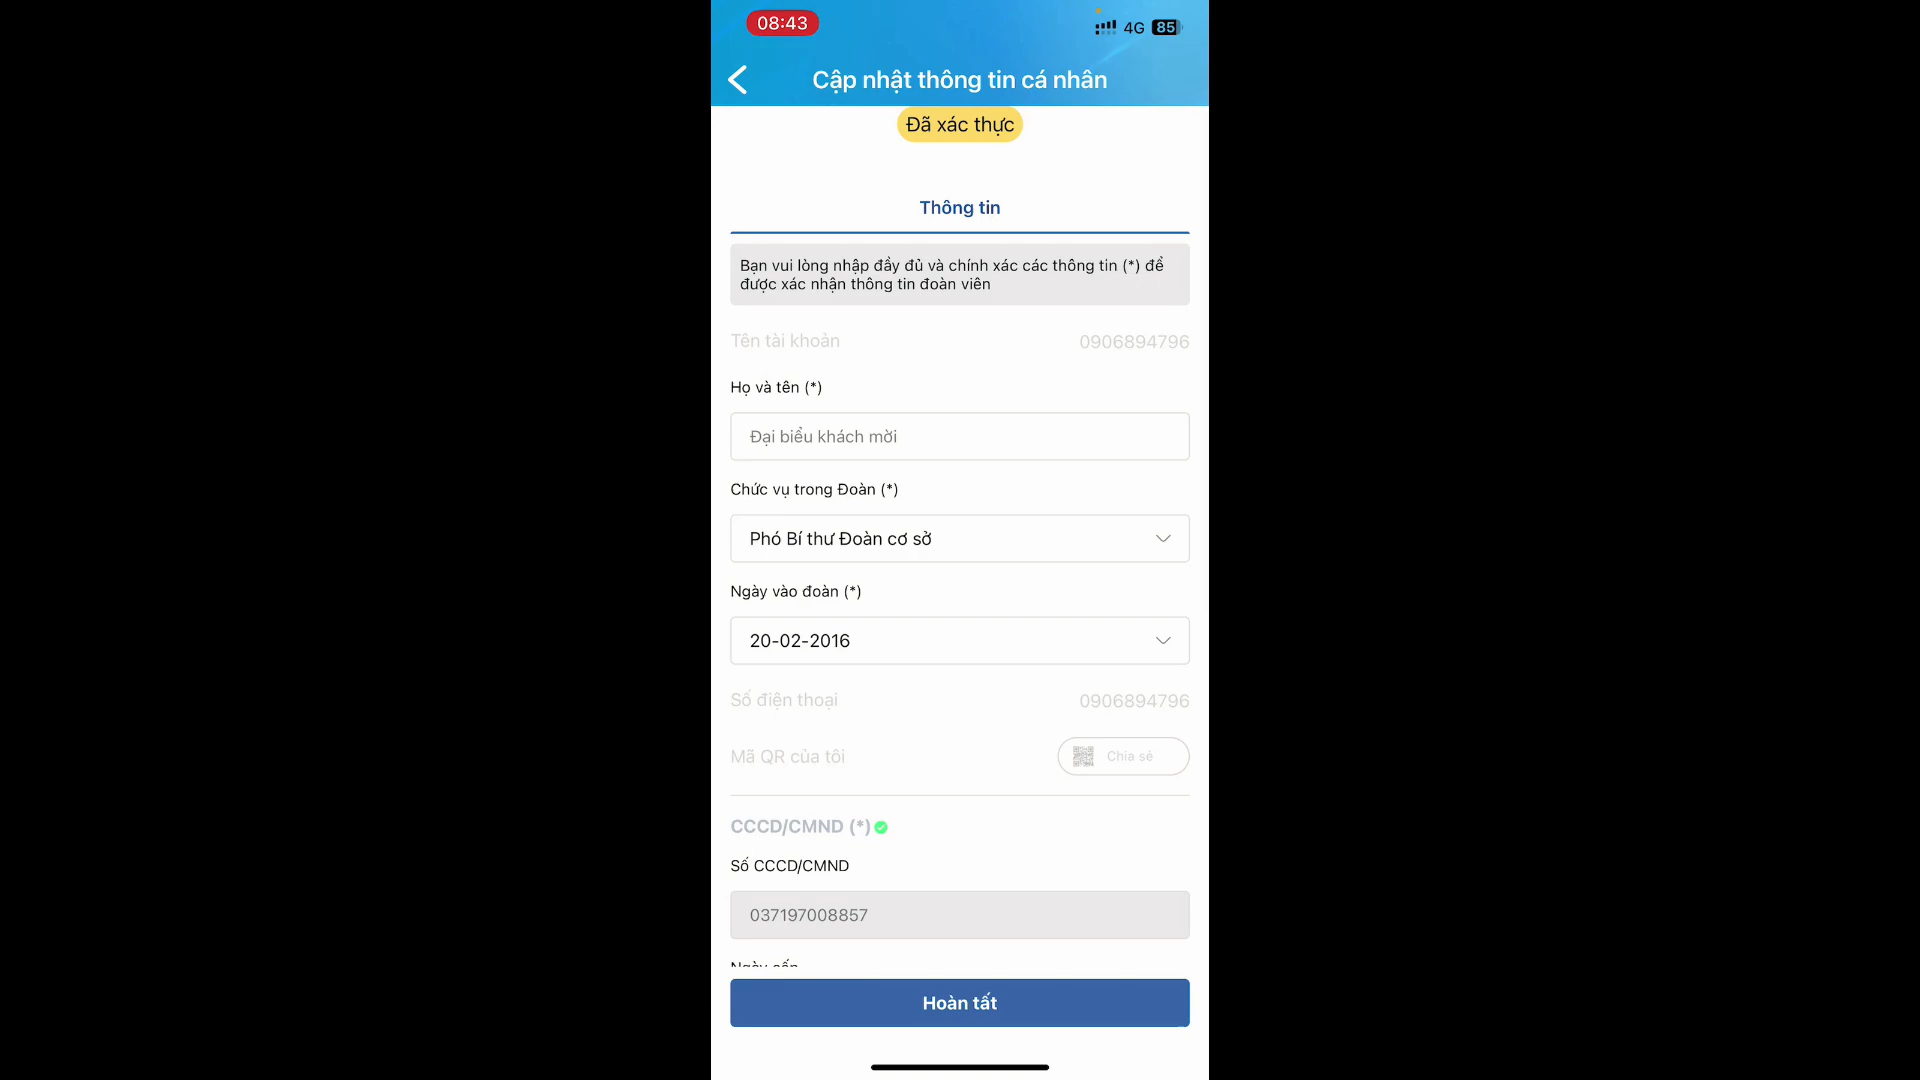 08:43
4G 85
Cập nhật thông tin cá nhân
Đã xác thực
Thông tin
Bạn vui lòng nhập đầy đủ và chính xác các thông tin (*) để
được xác nhận thông tin đoàn viên
Tên tài khoản 0906894796
Họ và tên (*)
Đại biểu khách mời
Chức vụ trong Đoàn (*)
Phó Bí thư Đoàn cơ sở
Ngày vào đoàn (*)
20-02-2016
Số điện thoại 0906894796
Mã QR của tôi Chia sẻ
CCCD/CMND (*)
Số CCCD/CMND
037197008857
Ngày cấp
Hoàn tất